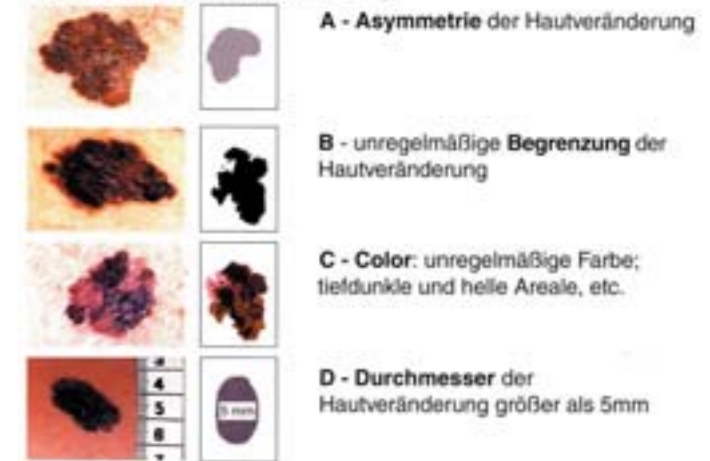 A - Asymmetrie der Hautveränderung
B - unregelmäßige Begrenzung der
Hautveränderung
C - Color: unregelmäßige Farbe;
tiefdunkle und helle Areale, etc.
4
5
6
5 mm
D - Durchmesser der
Hautveränderung größer als 5mm